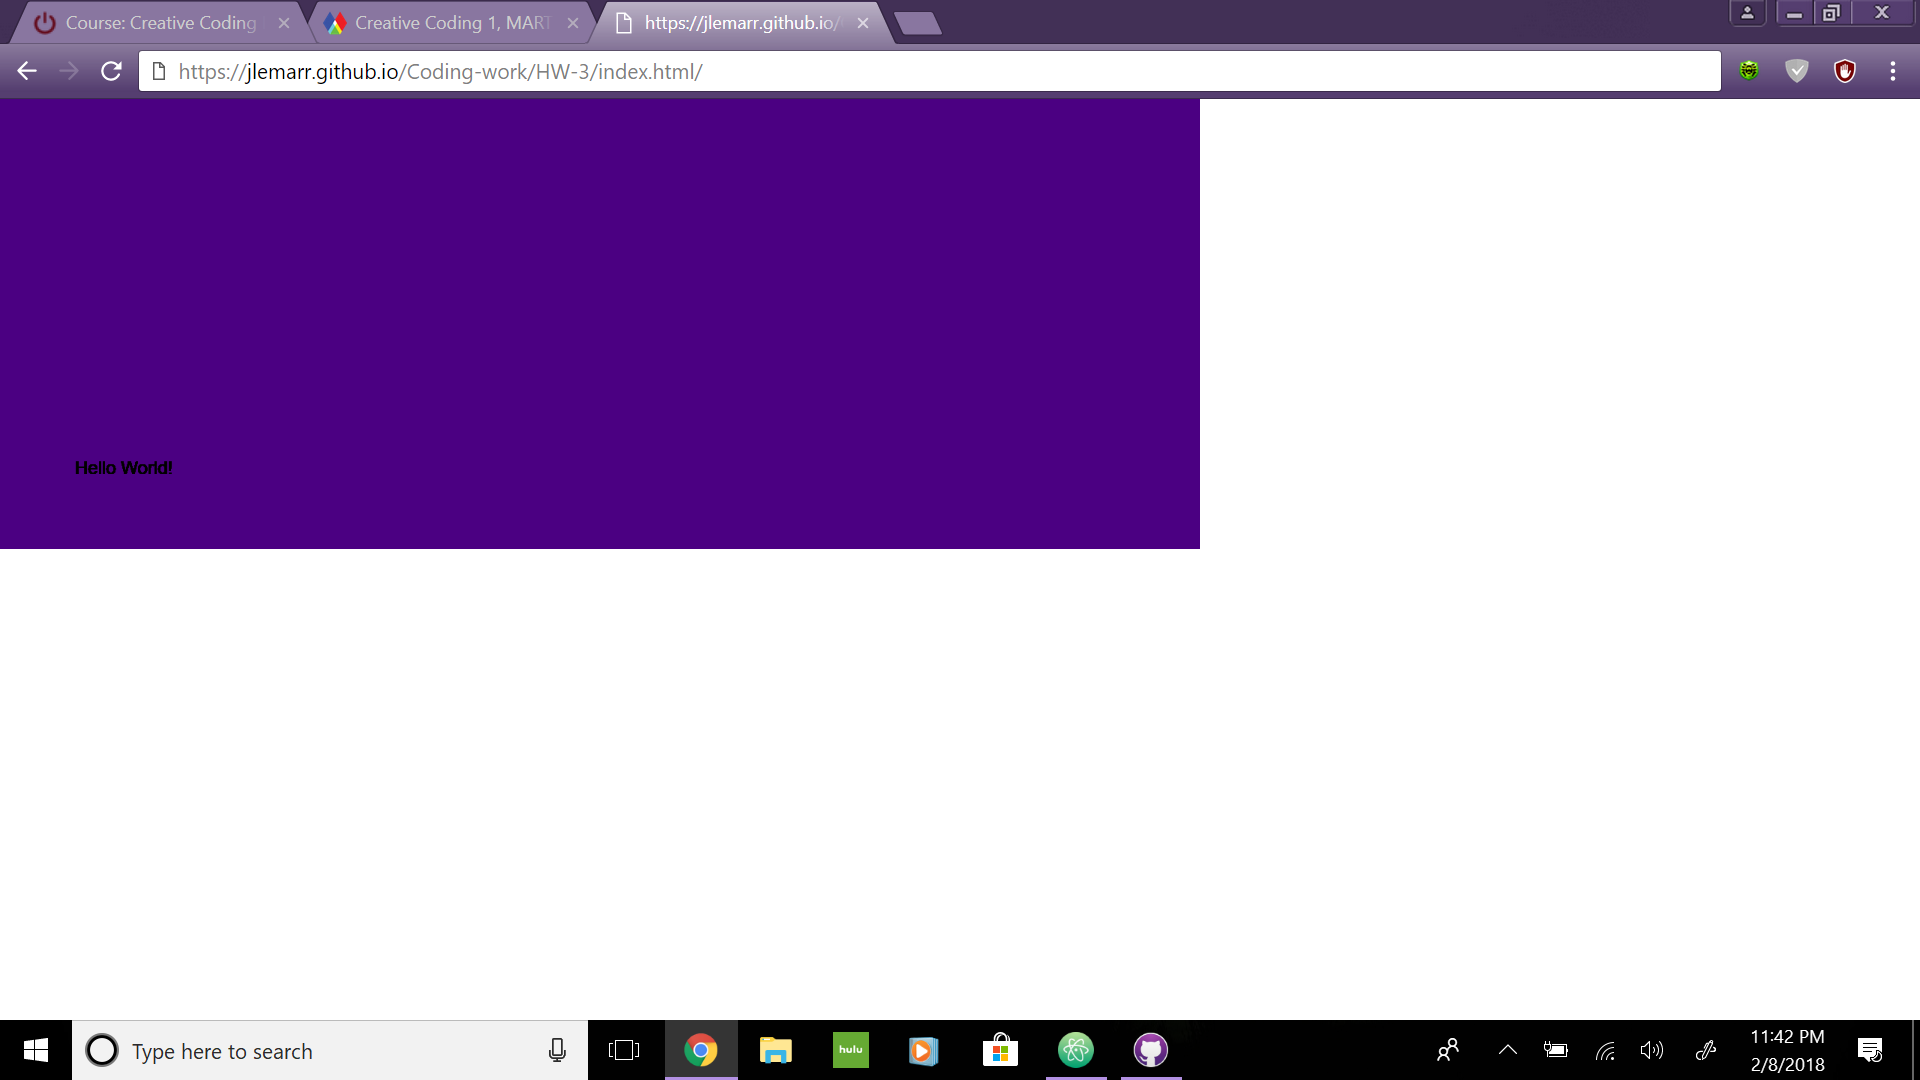 Course: Creative Coding
Creative Coding 1, MART
https://jlemarr.github.io/
https://jlemarr.github.io/Coding-work/HW-3/index.html/
Hello World!
Type here to search
hulu
11:42 PM
2/8/2018